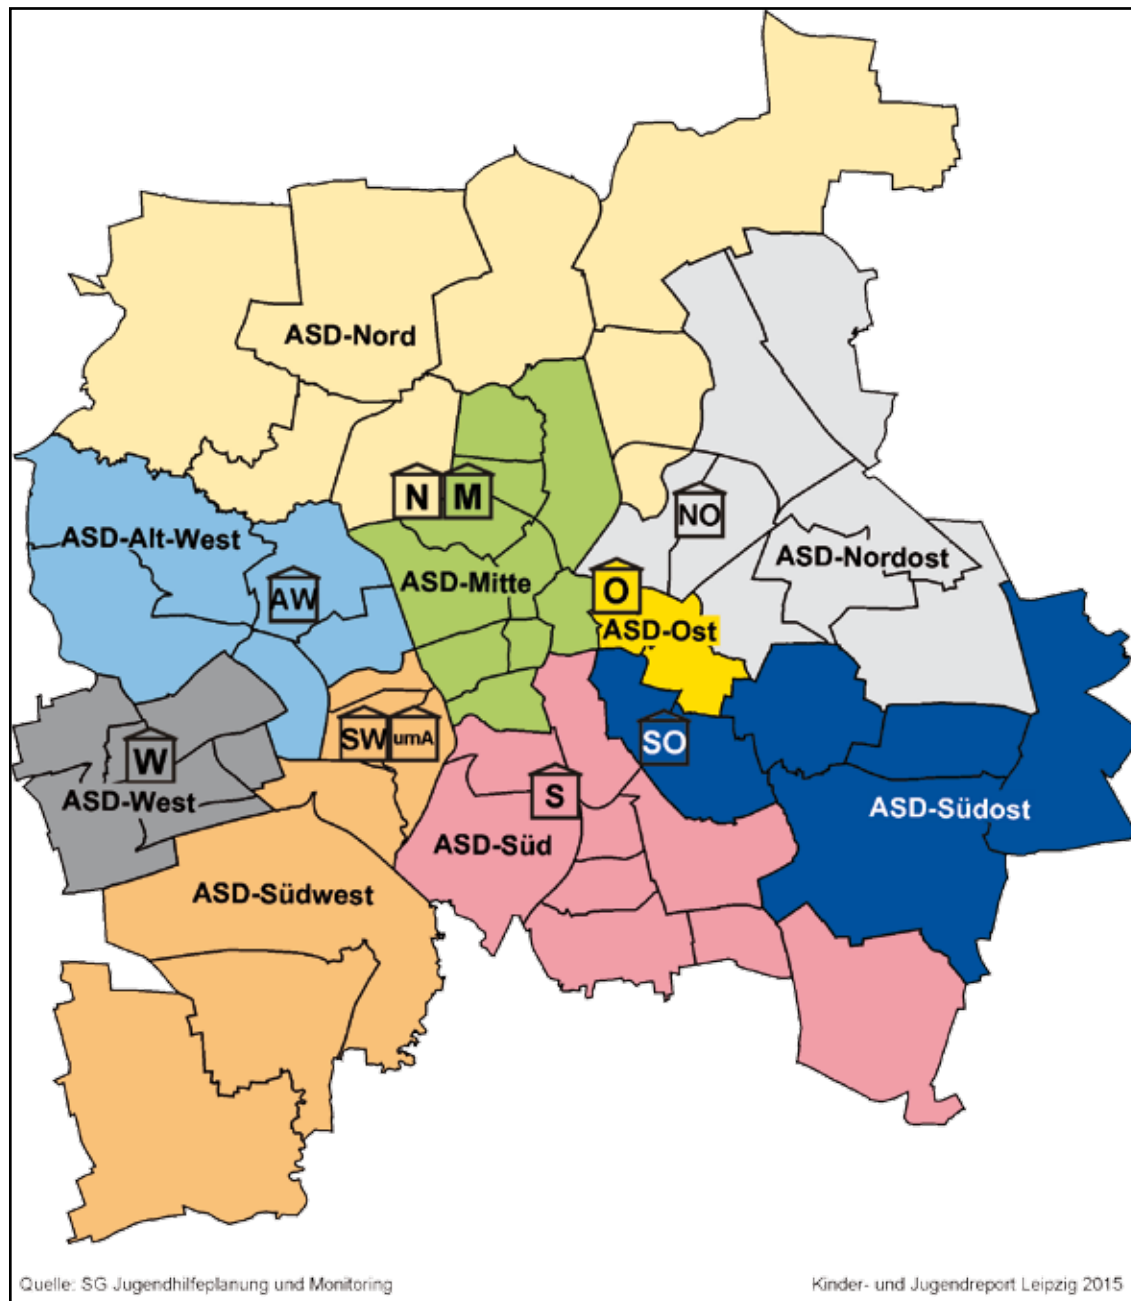 ASD-Nord
N M
NO
ASD-Alt-West
ASD-Nordost
ASD-Mitte
O
AW
ASD-Ost
SW umA
SO
W
S
ASD-West
ASD-Südost
ASD-Süd
ASD-Südwest
Quelle: SG Jugendhilfeplanung und Monitoring
Kinder- und Jugendreport Leipzig 2015